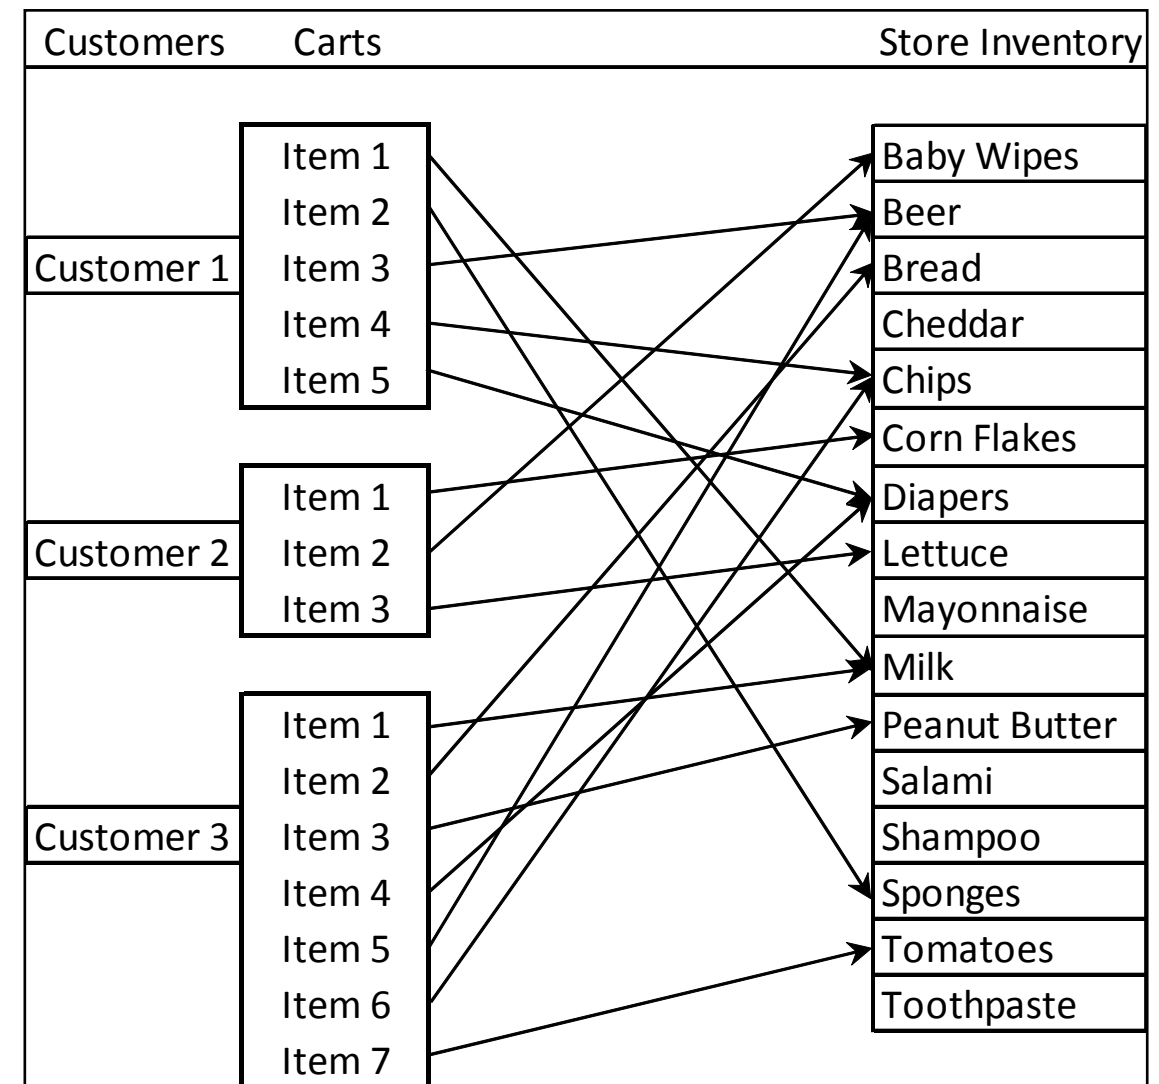 Customers Carts Store Inventory
Item 1 Baby Wipes
Item 2 Beer
Customer 1 Item 3 Bread
Item 4 Cheddar
Item 5 Chips
Corn Flakes
Item 1 Diapers
Customer 2 Item 2 Lettuce
Item 3 Mayonnaise
Milk
Item 1 Peanut Butter
Item 2 Salami
Customer 3 Item 3 Shampoo
Item 4 Sponges
Item 5 Tomatoes
Item 6 Toothpaste
Item 7